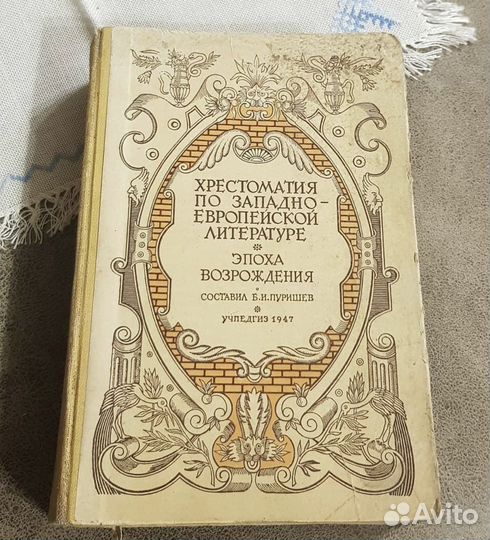 ХРЕСТОМАТИЯ
ПО ЗАПАДНО-
ЕВРОПЕЙСКОЙ
ЛИТЕРАТУРЕ
ЭПОХА
ВОЗРОЖДЕНИЯ
СОСТАВИЛ Б.И.ПУРИШЕВ
УЧПЕДГИЗ 1947
Avito